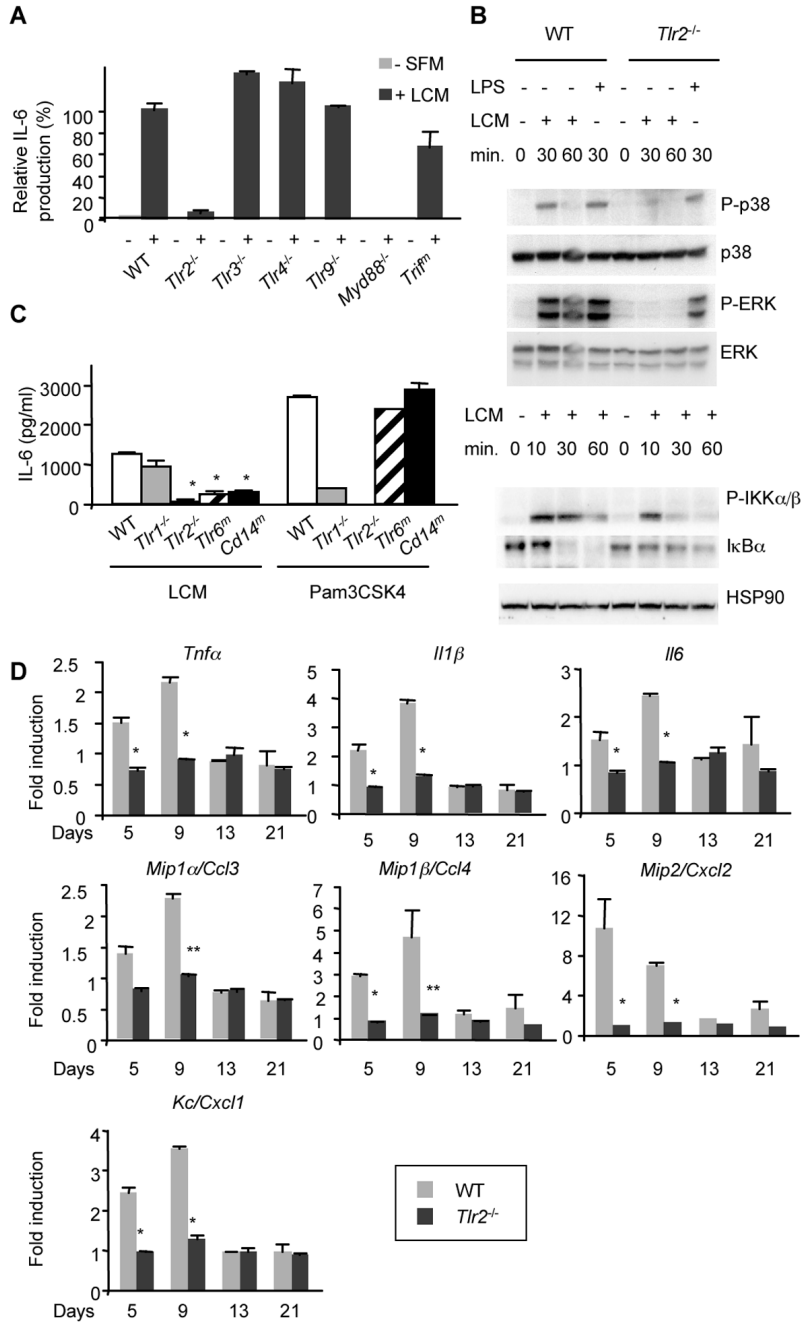 A
- SFM
+ LCM
Relative IL-6
production (%)
100
80
60
40
20
0
- + - + - + - + - + - + - +
WT Tlr2-/- Tlr3-/- Tlr4-/- Tlr9-/- Myd88-/- Trifm
B
WT Tlr2-/-
LPS - - - + - - - +
LCM - + + - - + + -
min. 0 30 60 30 0 30 60 30
P-p38
p38
P-ERK
ERK
LCM - + + + - + + +
min. 0 10 30 60 0 10 30 60
P-IKKα/β
IκBα
HSP90
C
IL-6 (pg/ml)
3000
2000
1000
0
* * *
WT Tlr1-/- Tlr2-/- Tlr6m Cd14m WT Tlr1-/- Tlr2-/- Tlr6m Cd14m
LCM Pam3CSK4
D
Tnfα
Fold induction
2.5
2
1.5
1
0.5
0
* *
Days 5 9 13 21
Il1β
5
4
3
2
1
0
* *
5 9 13 21
Il6
3
2
1
0
* *
5 9 13 21
Mip1α/Ccl3
Fold induction
2.5
2
1.5
1
0.5
0
**
Days 5 9 13 21
Mip1β/Ccl4
7
6
5
4
3
2
1
0
* **
5 9 13 21
Mip2/Cxcl2
16
12
8
4
0
* *
5 9 13 21
Kc/Cxcl1
Fold induction
4
3
2
1
0
* *
Days 5 9 13 21
WT
Tlr2-/-